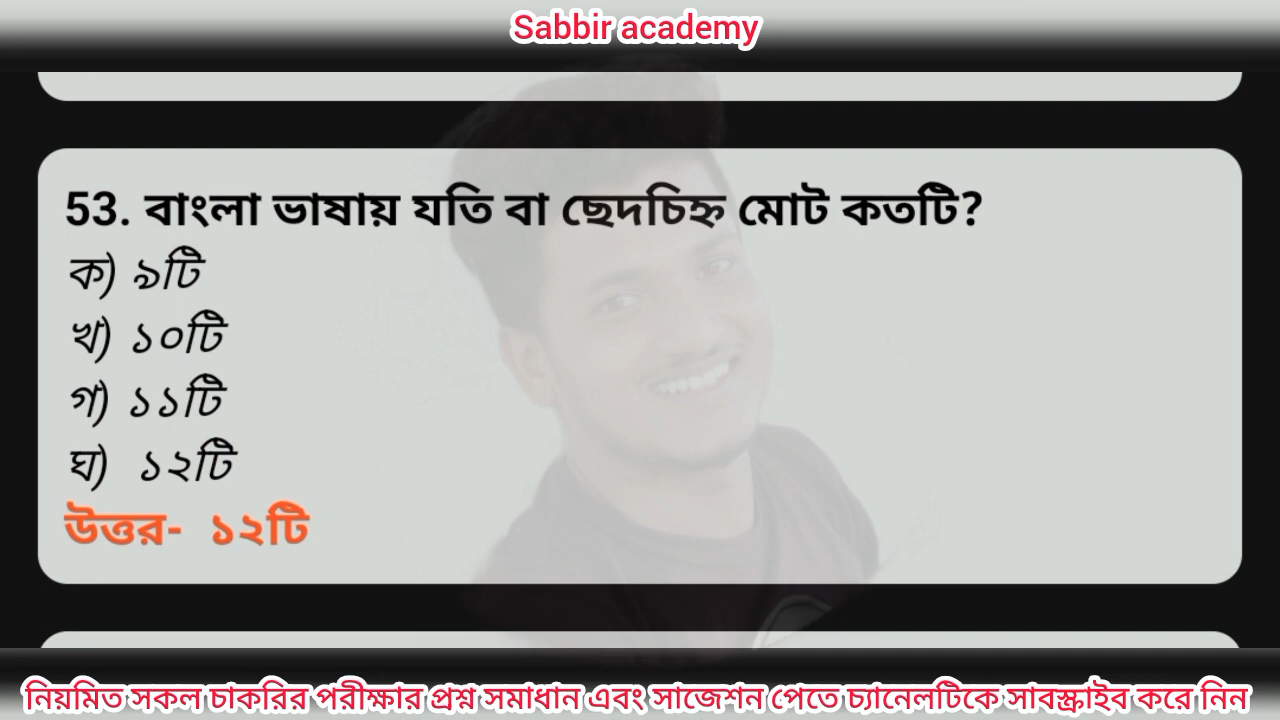 Sabbir academy
53. বাংলা ভাষায় যতি বা ছেদচিহ্ন মোট কতটি?
ক) ৯টি
খ) ১০টি
গ) ১১টি
ঘ) ১২টি
উত্তর- ১২টি
নিয়মিত সকল চাকরির পরীক্ষার প্রশ্ন সমাধান এবং সাজেশন পেতে চ্যানেলটিকে সাবস্ক্রাইব করে নিন